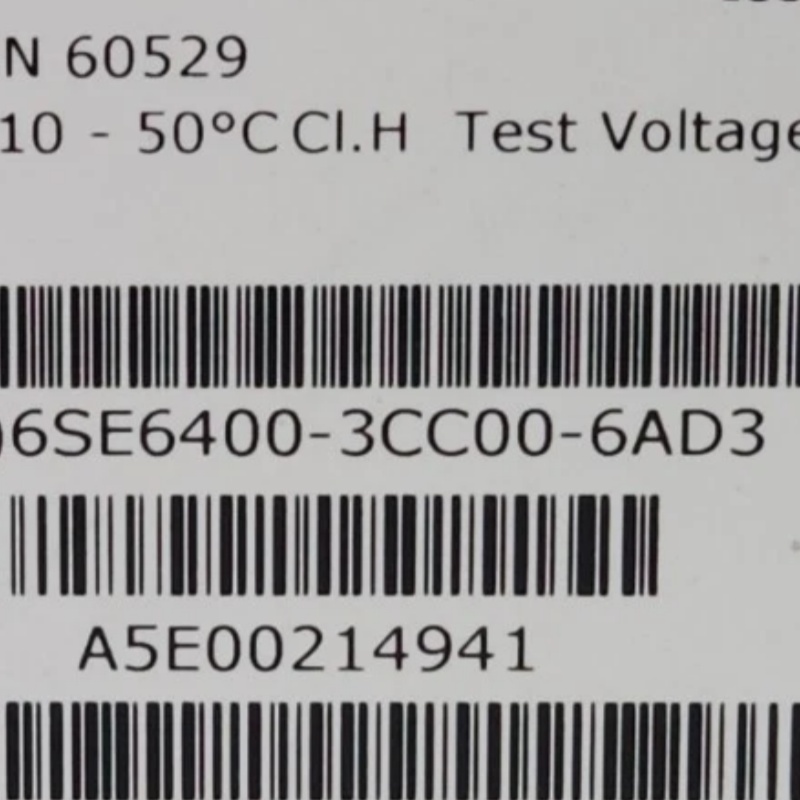 N 60529
10 - 50°C Cl.H Test Voltage
)6SE6400-3CC00-6AD3
A5E00214941